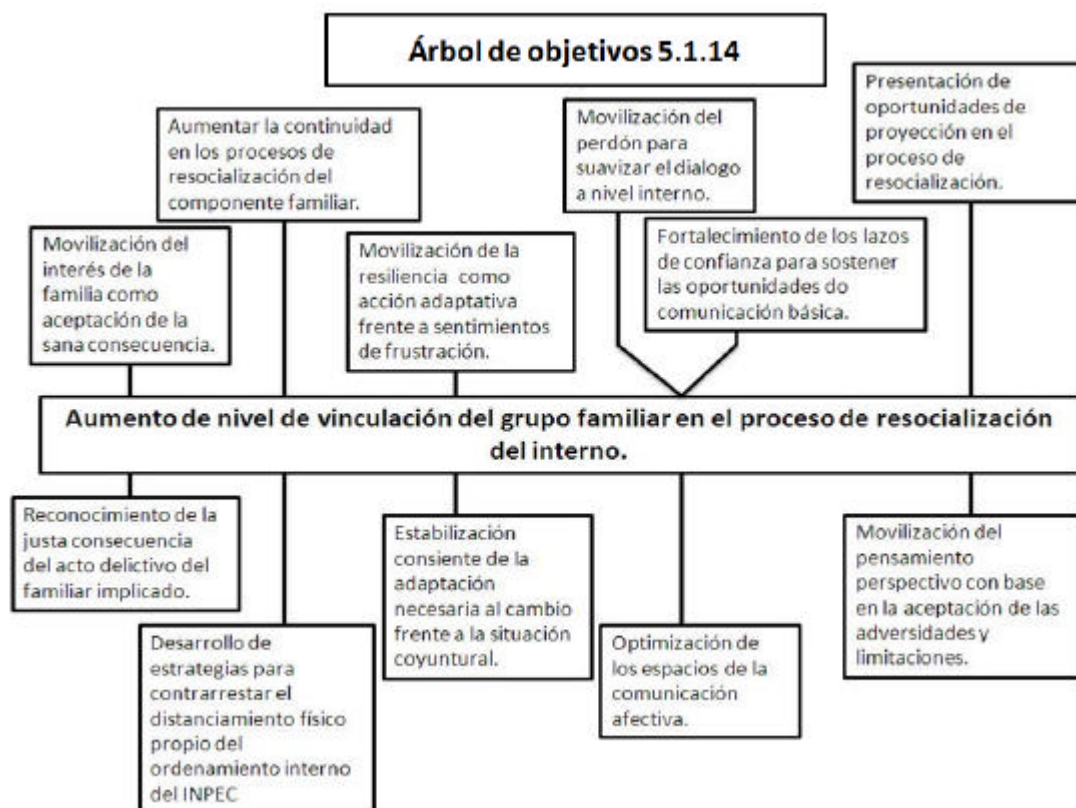 Árbol de objetivos 5.1.14
Aumentar la continuidad
en los procesos de
resocialización del
componente familiar.
Movilización del
perdón para
suavizar el dialogo
a nivel interno.
Presentación de
oportunidades de
proyección en el
proceso de
resocialización.
Movilización del
interés de la
familia como
aceptación de la
sana consecuencia.
Movilización de la
resiliencia como
acción adaptativa
frente a sentimientos
de frustración.
Fortalecimiento de los lazos
de confianza para sostener
las oportunidades do
comunicación básica.
Aumento de nivel de vinculación del grupo familiar en el proceso de resocialización
del interno.
Reconocimiento de la
justa consecuencia
del acto delictivo del
familiar implicado.
Desarrollo de
estrategias para
contrarrestar el
distanciamiento físico
propio del
ordenamiento interno
del INPEC
Estabilización
consiente de la
adaptación
necesaria al cambio
frente a la situación
coyuntural.
Optimización de
los espacios de la
comunicación
afectiva.
Movilización del
pensamiento
perspectivo con base
en la aceptación de las
adversidades y
limitaciones.